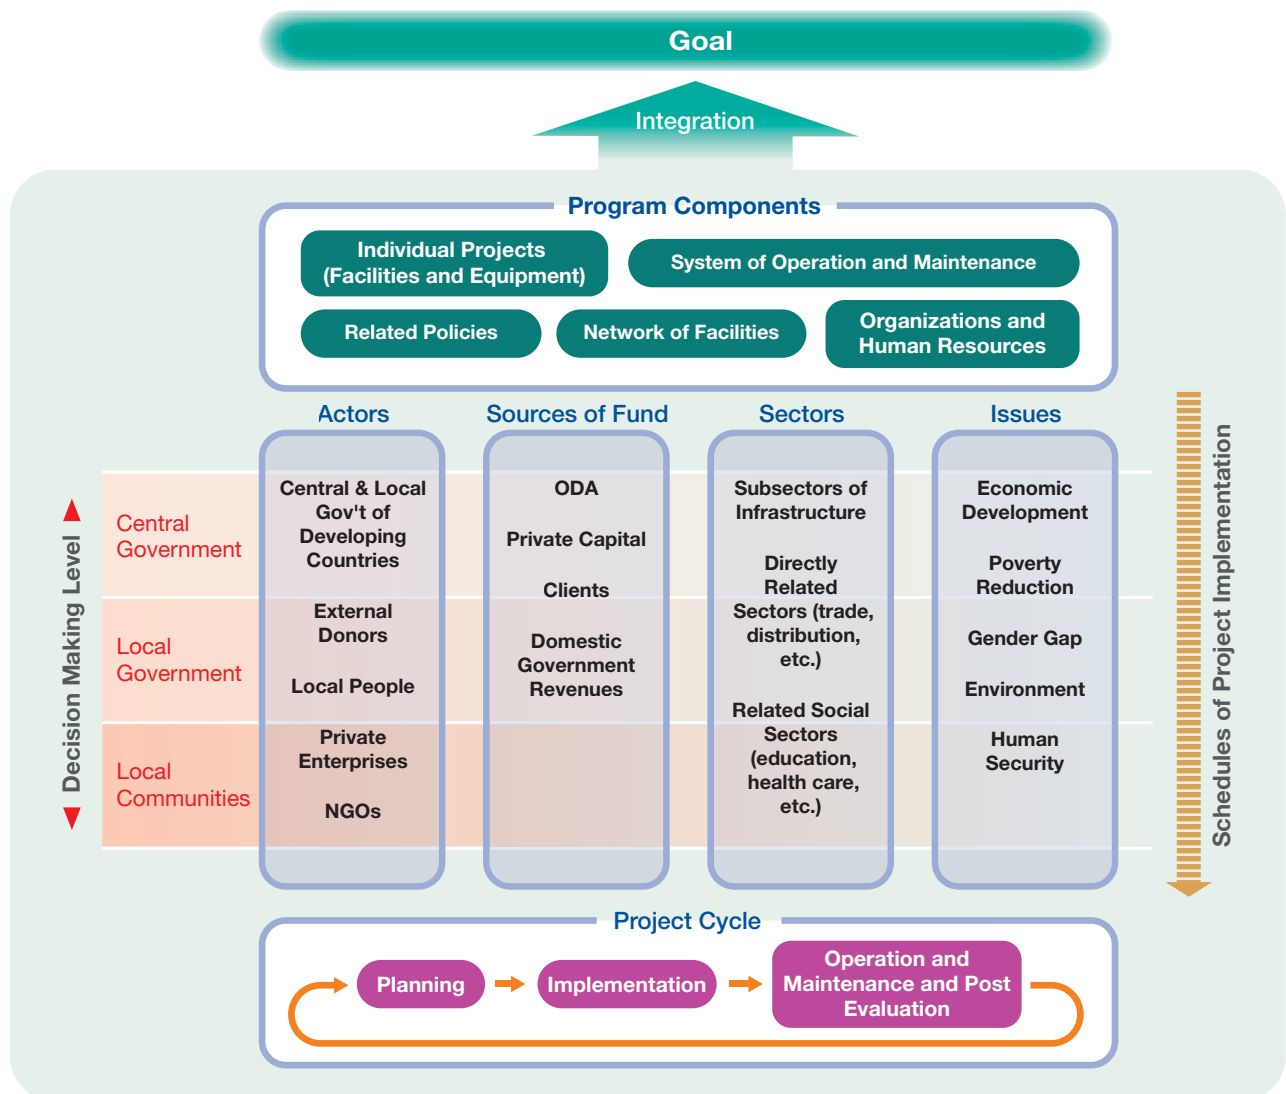 Goal
Integration
Program Components
Individual Projects
(Facilities and Equipment)
System of Operation and Maintenance
Related Policies
Network of Facilities
Organizations and
Human Resources
Actors
Sources of Fund
Sectors
Issues
Decision Making Level
Central
Government
Local
Government
Local
Communities
Central & Local
Gov't of
Developing
Countries
External
Donors
Local People
Private
Enterprises
NGOs
ODA
Private Capital
Clients
Domestic
Government
Revenues
Subsectors of
Infrastructure
Directly
Related
Sectors (trade,
distribution,
etc.)
Related Social
Sectors
(education,
health care,
etc.)
Economic
Development
Poverty
Reduction
Gender Gap
Environment
Human
Security
Schedules of Project Implementation
Project Cycle
Planning
Implementation
Operation and
Maintenance and Post
Evaluation